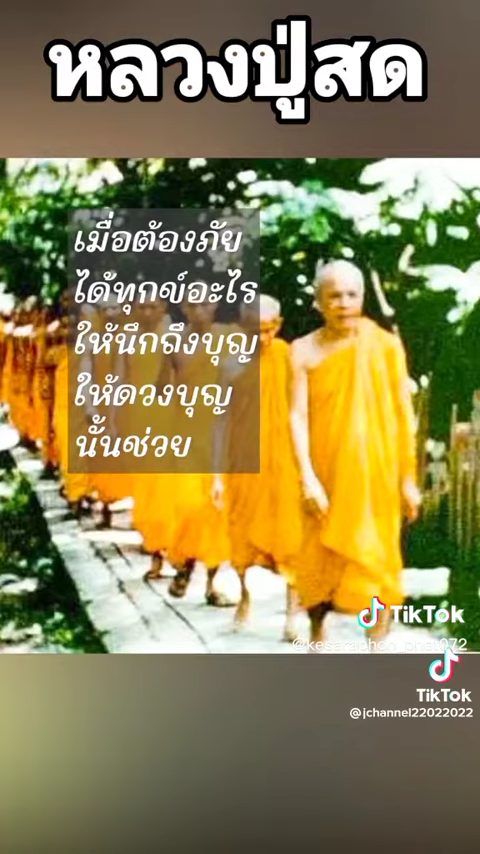 หลวงปู่สด
เมื่อต้องภัย
ได้ทุกข์อะไร
ให้นึกถึงบุญ
ให้ดวงบุญ
นั้นช่วย
TikTok
TikTok
@jchannel22022022